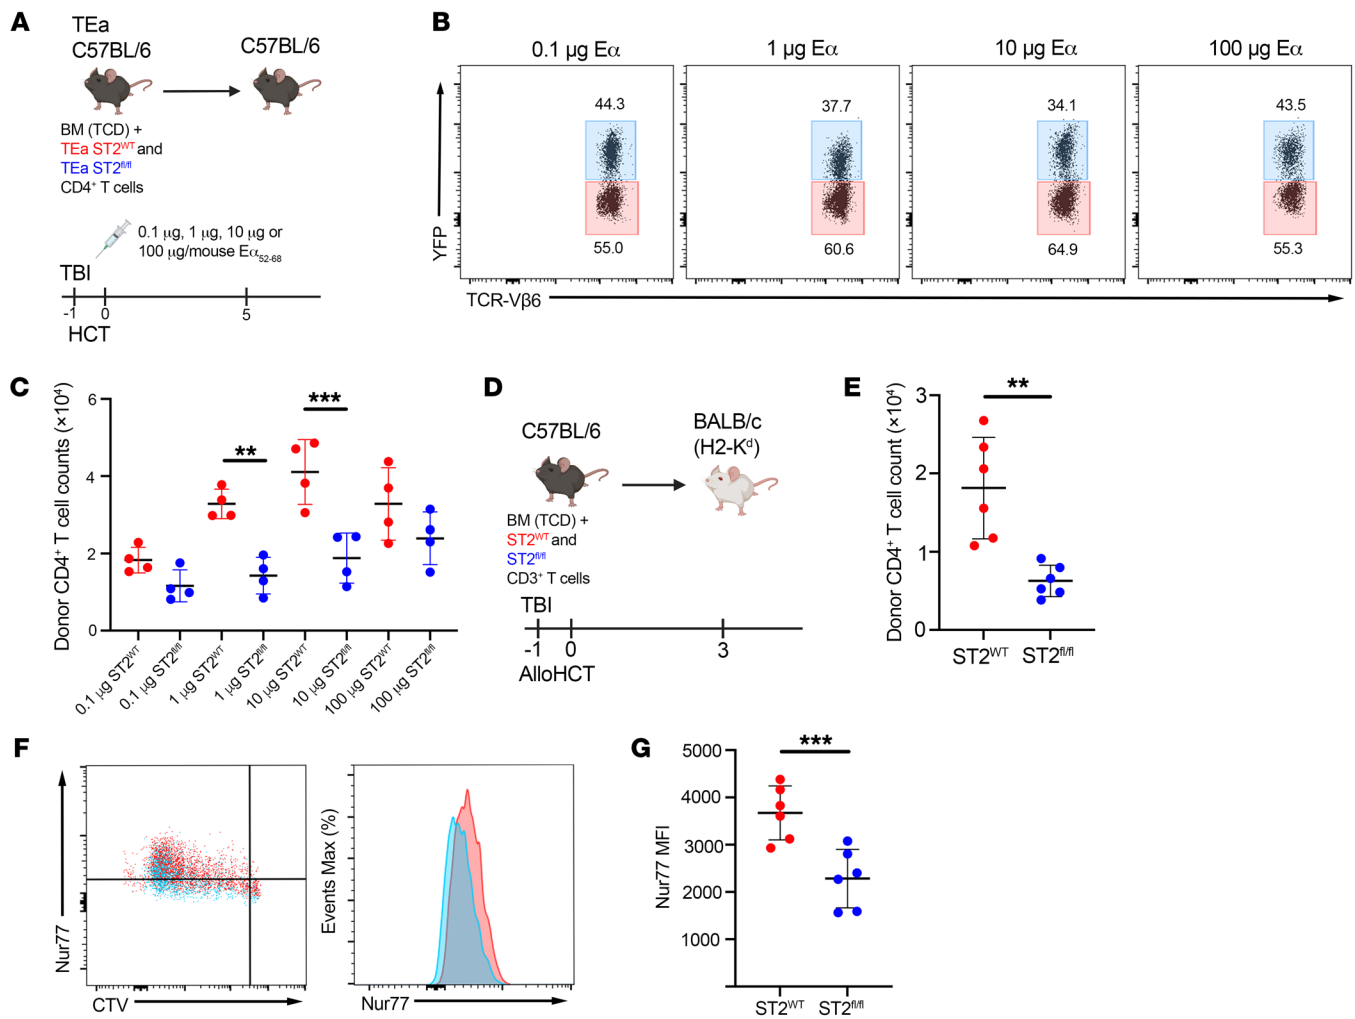 A
TEa
C57BL/6
C57BL/6
BM (TCD) +
TEa ST2WT and
TEa ST2fl/fl
CD4+ T cells
0.1 μg, 1 μg, 10 μg or
100 μg/mouse Eα52-68
TBI
-1 0 5
HCT
B
0.1 μg Eα 1 μg Eα 10 μg Eα 100 μg Eα
44.3 37.7 34.1 43.5
55.0 60.6 64.9 55.3
YFP
TCR-Vβ6
C
Donor CD4+ T cell counts (×104)
6
4
2
0
** ***
0.1 μg ST2WT
0.1 μg ST2fl/fl
1 μg ST2WT
1 μg ST2fl/fl
10 μg ST2WT
10 μg ST2fl/fl
100 μg ST2WT
100 μg ST2fl/fl
D
C57BL/6
BALB/c
(H2-Kd)
BM (TCD) +
ST2WT and
ST2fl/fl
CD3+ T cells
TBI
-1 0 3
AlloHCT
E
Donor CD4+ T cell count (×104)
3
2
1
0
**
ST2WT ST2fl/fl
F
Nur77
CTV
Events Max (%)
Nur77
G
Nur77 MFI
5000
4000
3000
2000
1000
***
ST2WT ST2fl/fl